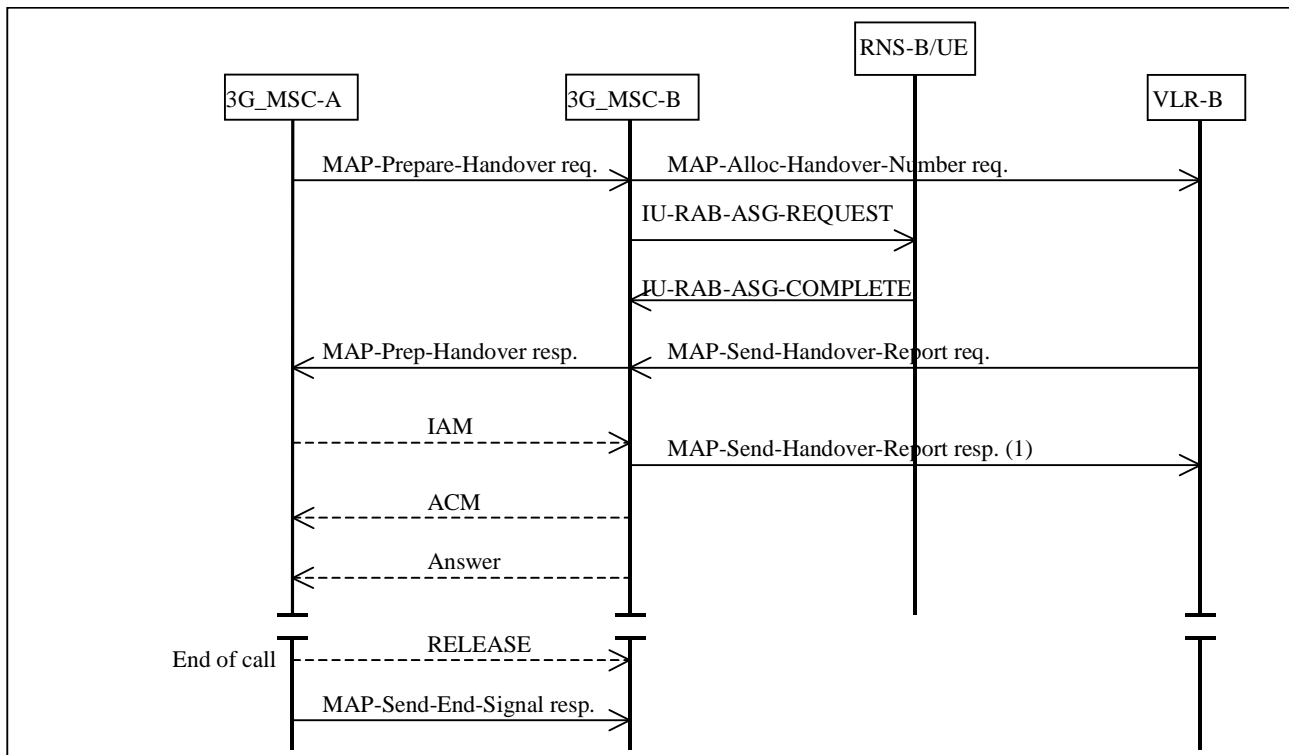 RNS-B/UE
3G_MSC-A
3G_MSC-B
VLR-B
MAP-Prepare-Handover req.
MAP-Alloc-Handover-Number req.
IU-RAB-ASG-REQUEST
IU-RAB-ASG-COMPLETE
MAP-Prep-Handover resp.
MAP-Send-Handover-Report req.
IAM
MAP-Send-Handover-Report resp. (1)
ACM
Answer
RELEASE
End of call
MAP-Send-End-Signal resp.